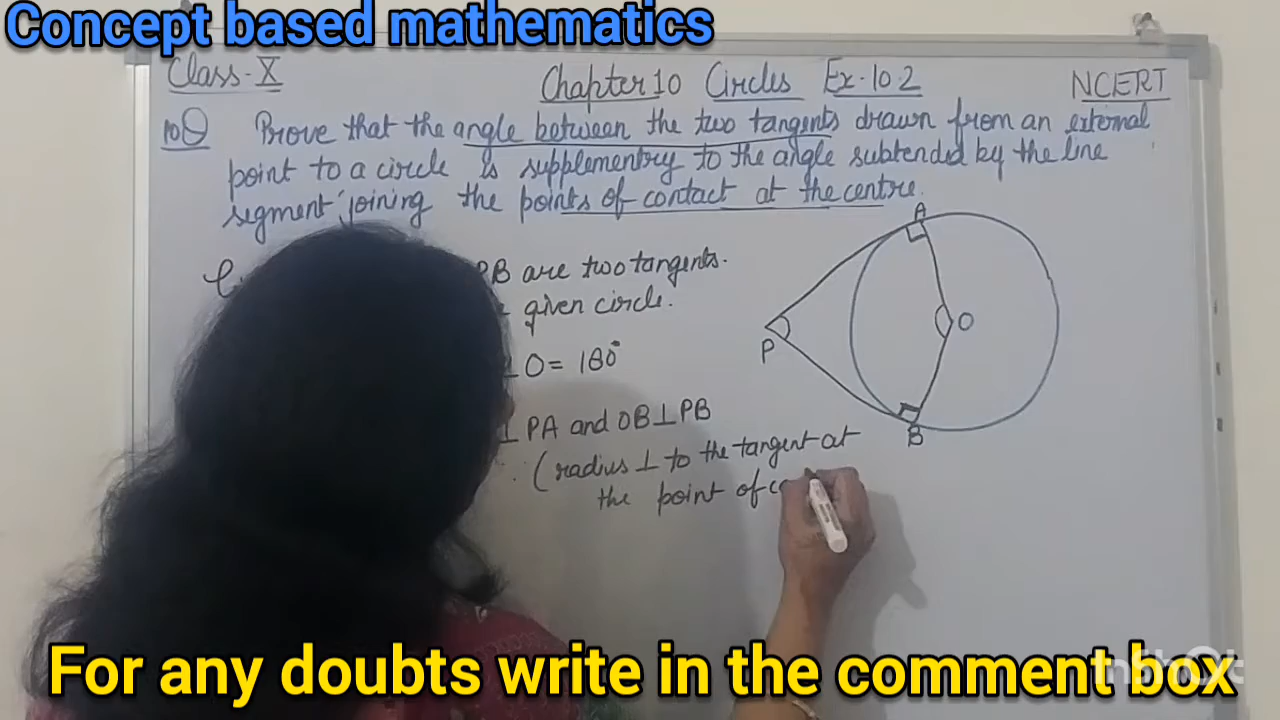 Concept based mathematics
Class-X Chapter 10 Circles Ex-10.2 NCERT
10Q Prove that the angle between the two tangents drawn from an external
point to a circle is supplementry to the angle subtended by the line
segment joining the points of contact at the centre.
PB are two tangents.
given circle.
O = 180°
⊥ PA and OB ⊥ PB
(radius ⊥ to the tangent at
the point of
A
O
P
B
For any doubts write in the comment box